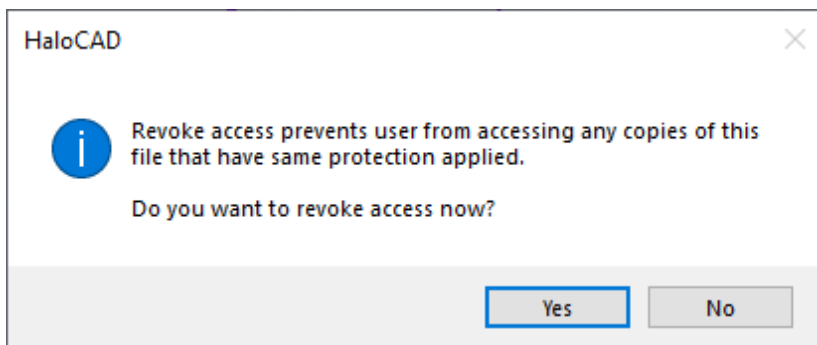 HaloCAD
Revoke access prevents user from accessing any copies of this
file that have same protection applied.
Do you want to revoke access now?
Yes No